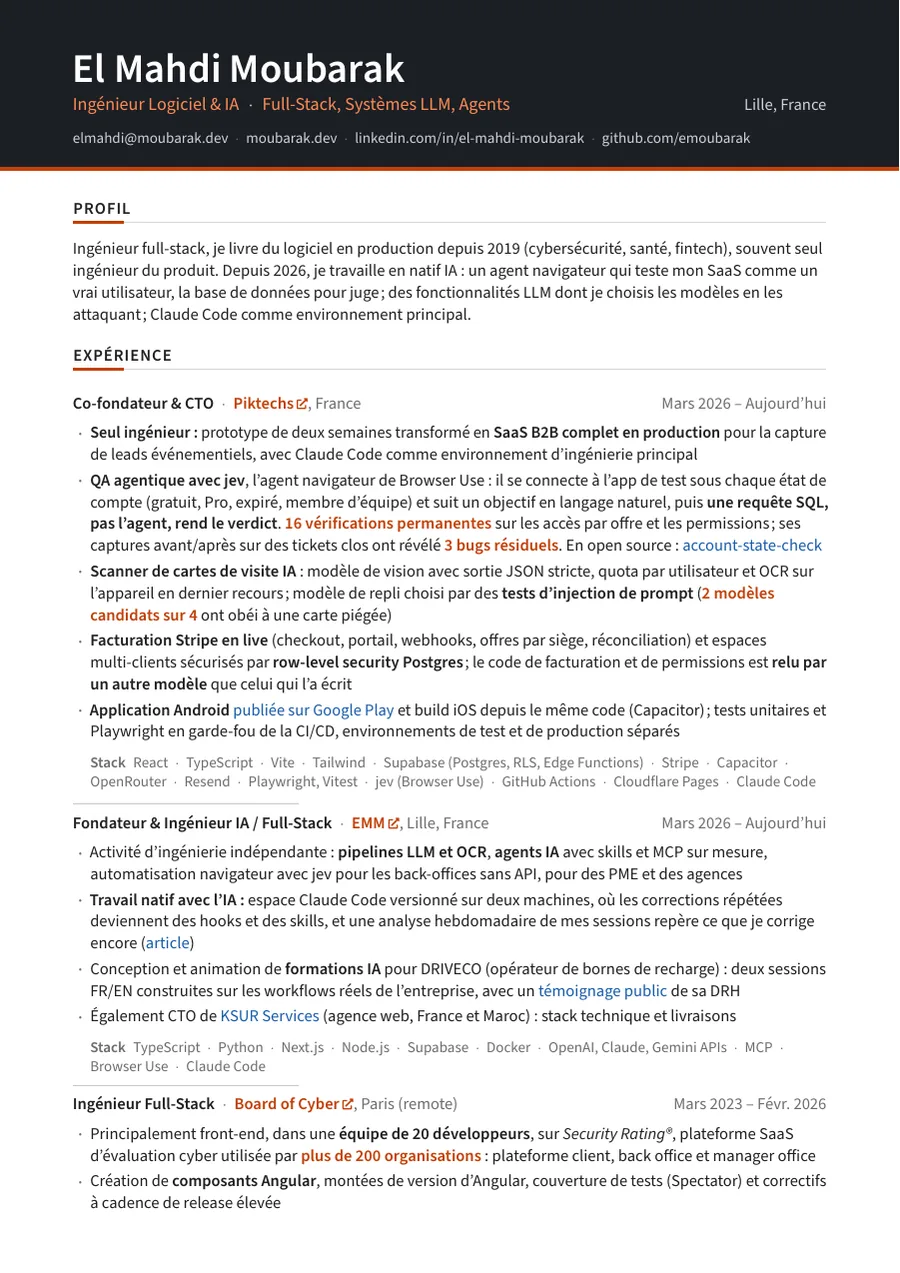 El Mahdi Moubarak
Ingénieur Logiciel & IA · Full-Stack, Systèmes LLM, Agents
Lille, France
elmahdi@moubarak.dev · moubarak.dev · linkedin.com/in/el-mahdi-moubarak · github.com/emoubarak
PROFIL
Ingénieur full-stack, je livre du logiciel en production depuis 2019 (cybersécurité, santé, fintech), souvent seul
ingénieur du produit. Depuis 2026, je travaille en natif IA : un agent navigateur qui teste mon SaaS comme un
vrai utilisateur, la base de données pour juge ; des fonctionnalités LLM dont je choisis les modèles en les
attaquant ; Claude Code comme environnement principal.
EXPÉRIENCE
Co-fondateur & CTO · Piktechs, France
Mars 2026 – Aujourd’hui
· Seul ingénieur : prototype de deux semaines transformé en SaaS B2B complet en production pour la capture
de leads événementiels, avec Claude Code comme environnement d’ingénierie principal
· QA agentique avec jev, l’agent navigateur de Browser Use : il se connecte à l’app de test sous chaque état de
compte (gratuit, Pro, expiré, membre d’équipe) et suit un objectif en langage naturel, puis une requête SQL,
pas l’agent, rend le verdict. 16 vérifications permanentes sur les accès par offre et les permissions ; ses
captures avant/après sur des tickets clos ont révélé 3 bugs résiduels. En open source : account-state-check
· Scanner de cartes de visite IA : modèle de vision avec sortie JSON stricte, quota par utilisateur et OCR sur
l’appareil en dernier recours ; modèle de repli choisi par des tests d’injection de prompt (2 modèles
candidats sur 4 ont obéi à une carte piégée)
· Facturation Stripe en live (checkout, portail, webhooks, offres par siège, réconciliation) et espaces
multi-clients sécurisés par row-level security Postgres ; le code de facturation et de permissions est relu par
un autre modèle que celui qui l’a écrit
· Application Android publiée sur Google Play et build iOS depuis le même code (Capacitor) ; tests unitaires et
Playwright en garde-fou de la CI/CD, environnements de test et de production séparés
Stack React · TypeScript · Vite · Tailwind · Supabase (Postgres, RLS, Edge Functions) · Stripe · Capacitor ·
OpenRouter · Resend · Playwright, Vitest · jev (Browser Use) · GitHub Actions · Cloudflare Pages · Claude Code
Fondateur & Ingénieur IA / Full-Stack · EMM, Lille, France
Mars 2026 – Aujourd’hui
· Activité d’ingénierie indépendante : pipelines LLM et OCR, agents IA avec skills et MCP sur mesure,
automatisation navigateur avec jev pour les back-offices sans API, pour des PME et des agences
· Travail natif avec l’IA : espace Claude Code versionné sur deux machines, où les corrections répétées
deviennent des hooks et des skills, et une analyse hebdomadaire de mes sessions repère ce que je corrige
encore (article)
· Conception et animation de formations IA pour DRIVECO (opérateur de bornes de recharge) : deux sessions
FR/EN construites sur les workflows réels de l’entreprise, avec un témoignage public de sa DRH
· Également CTO de KSUR Services (agence web, France et Maroc) : stack technique et livraisons
Stack TypeScript · Python · Next.js · Node.js · Supabase · Docker · OpenAI, Claude, Gemini APIs · MCP ·
Browser Use · Claude Code
Ingénieur Full-Stack · Board of Cyber, Paris (remote)
Mars 2023 – Févr. 2026
· Principalement front-end, dans une équipe de 20 développeurs, sur Security Rating®, plateforme SaaS
d’évaluation cyber utilisée par plus de 200 organisations : plateforme client, back office et manager office
· Création de composants Angular, montées de version d’Angular, couverture de tests (Spectator) et correctifs
à cadence de release élevée